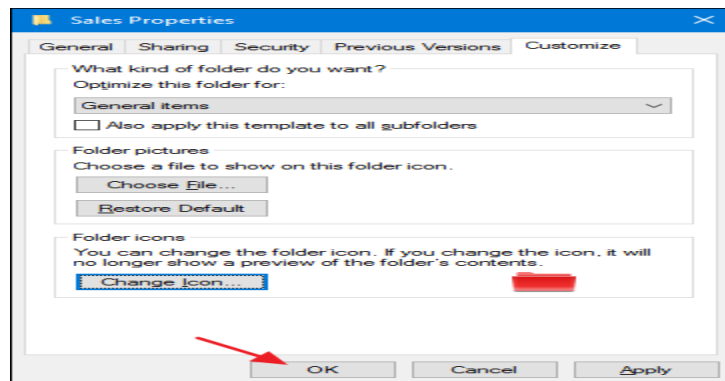 Sales Properties
General Sharing Security Previous Versions Customize
What kind of folder do you want?
Optimize this folder for:
General items
Also apply this template to all subfolders
Folder pictures
Choose a file to show on this folder icon.
Choose File...
Restore Default
Folder icons
You can change the folder icon. If you change the icon, it will
no longer show a preview of the folder's contents.
Change Icon...
OK Cancel Apply